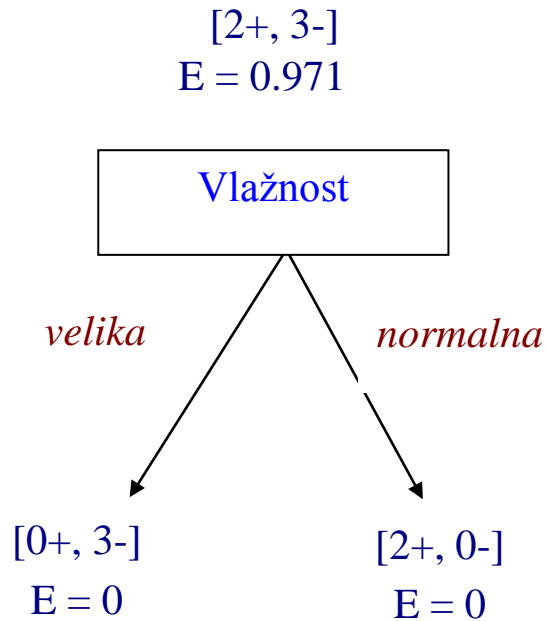 [2+, 3-]
E = 0.971
Vlažnost
velika
normalna
[0+, 3-]
E = 0
[2+, 0-]
E = 0